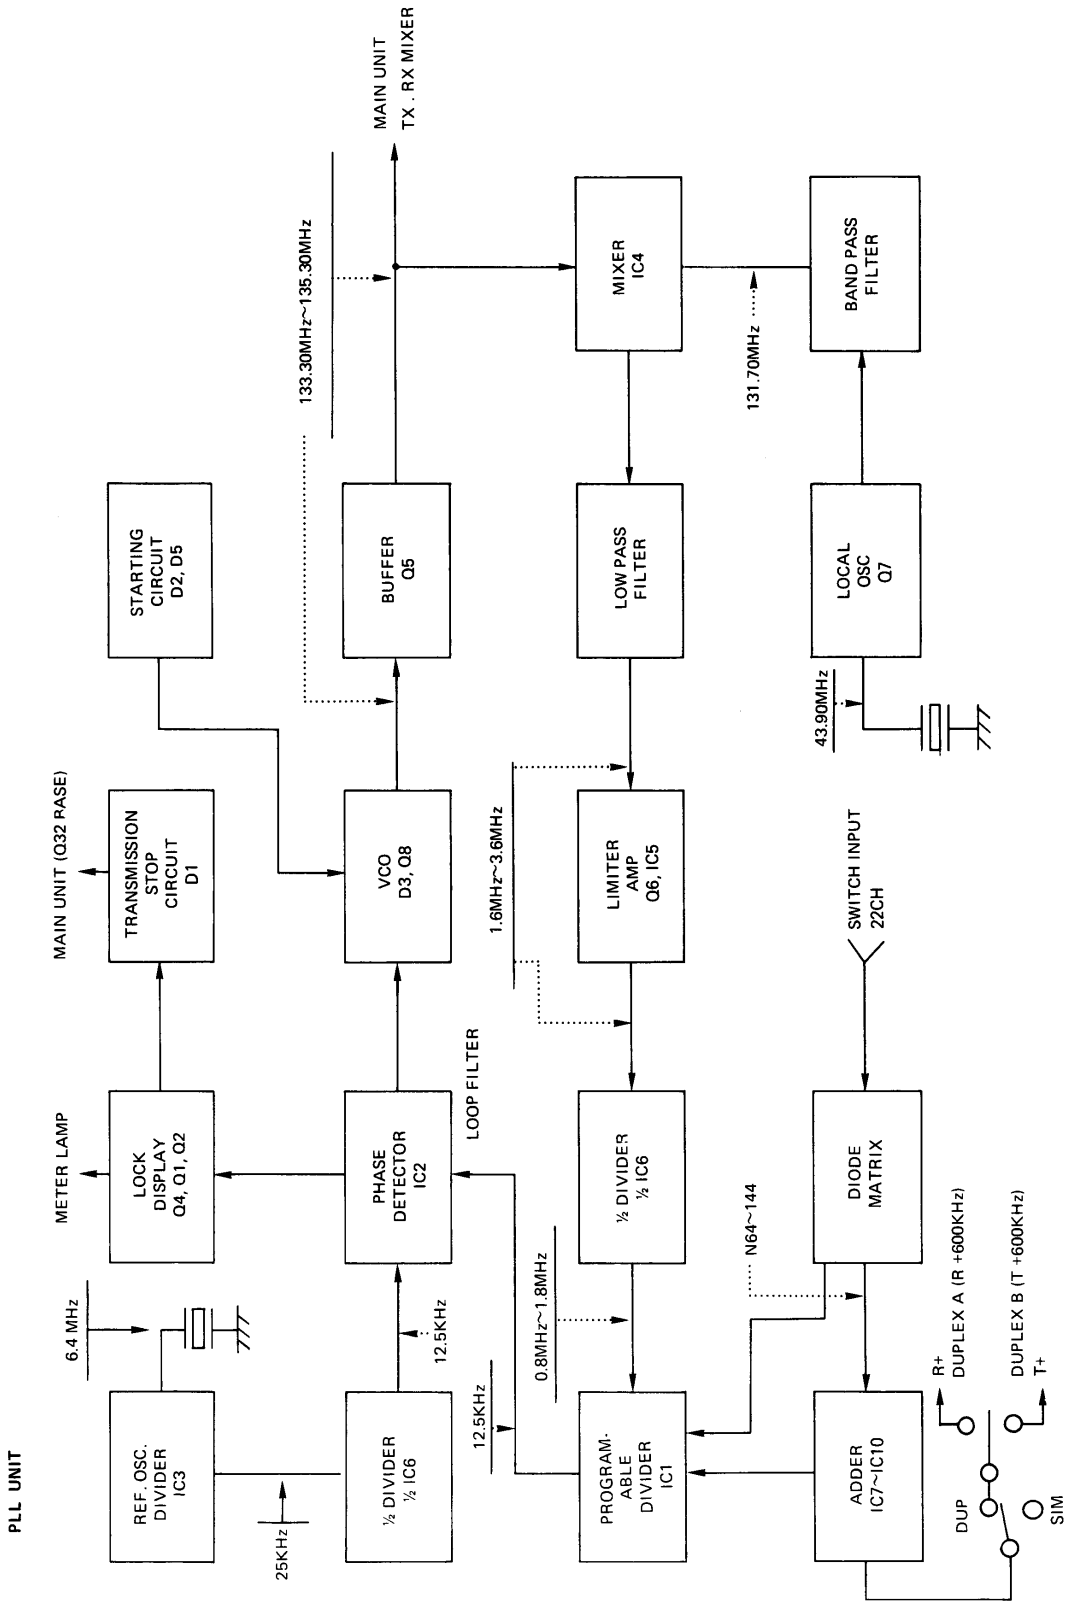 PLL UNIT
REF. OSC.
DIVIDER
IC3
6.4 MHz
25KHz
½ DIVIDER
½ IC6
12.5KHz
METER LAMP
LOCK
DISPLAY
Q4, Q1, Q2
PHASE
DETECTOR
IC2
LOOP FILTER
MAIN UNIT (Q32 RASE)
TRANSMISSION
STOP
CIRCUIT
D1
STARTING
CIRCUIT
D2, D5
VCO
D3, Q8
BUFFER
Q5
133.30MHz~135.30MHz
MAIN UNIT
TX . RX MIXER
12.5KHz
PROGRAM-
ABLE
DIVIDER
IC1
0.8MHz~1.8MHz
½ DIVIDER
½ IC6
1.6MHz~3.6MHz
LIMITER
AMP
Q6, IC5
LOW PASS
FILTER
MIXER
IC4
131.70MHz
ADDER
IC7~IC10
N64~144
DIODE
MATRIX
SWITCH INPUT
22CH
43.90MHz
LOCAL
OSC
Q7
BAND PASS
FILTER
DUP
SIM
R+
DUPLEX A (R +600KHz)
DUPLEX B (T +600KHz)
T+